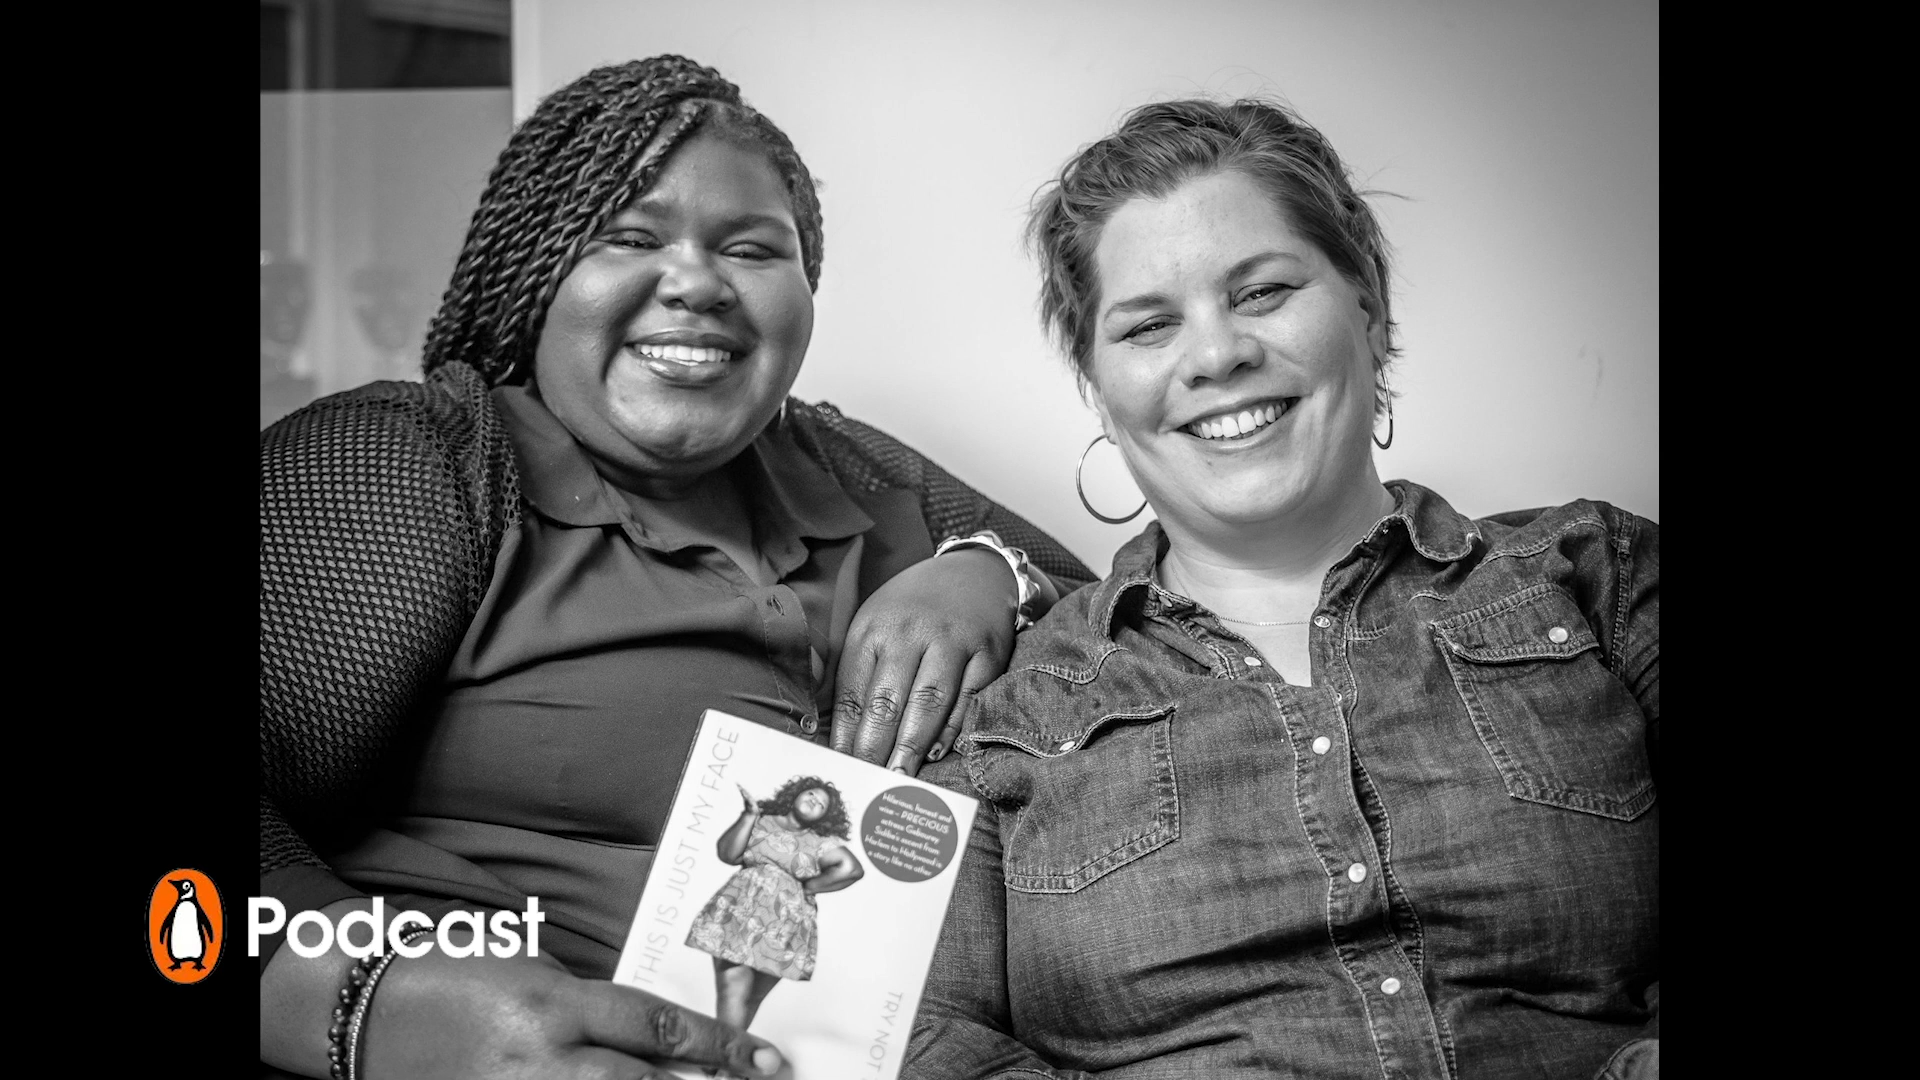 THIS IS JUST MY FACE
Hilarious, honest and
wise – PRECIOUS
actress Gabourey
Sidibe's ascent from
Harlem to Hollywood is
a story like no other
TRY NOT
Podcast